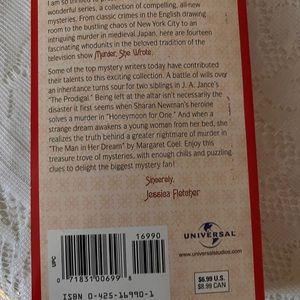 I am so thrilled to p
wonderful series, a collection of compelling, all-new
mysteries. From classic crimes in the English drawing
room to the bustling chaos of New York City to an
intriguing murder in medieval Japan, here are fourteen
fascinating whodunits in the beloved tradition of the
television show Murder, She Wrote.
Some of the top mystery writers today have contributed
their talents to this exciting collection. A battle of wills over
an inheritance turns sour for two siblings in J. A. Jance's
"The Prodigal." Being left at the altar isn't necessarily the
disaster it first seems when Sharan Newman's heroine
solves a murder in "Honeymoon for One." And when a
strange dream awakens a young woman from her bed, she
realizes the truth behind a greater nightmare of murder in
"The Man in Her Dream" by Margaret Coel. Enjoy this
treasure trove of mysteries, with enough chills and puzzling
clues to delight the biggest mystery fan!
Sincerely,
Jessica Fletcher
16990
UPC
0 71831 00699 8
ISBN 0-425-16990-1
UNIVERSAL
universalstudios.com
$6.99 U.S.
$8.99 CAN